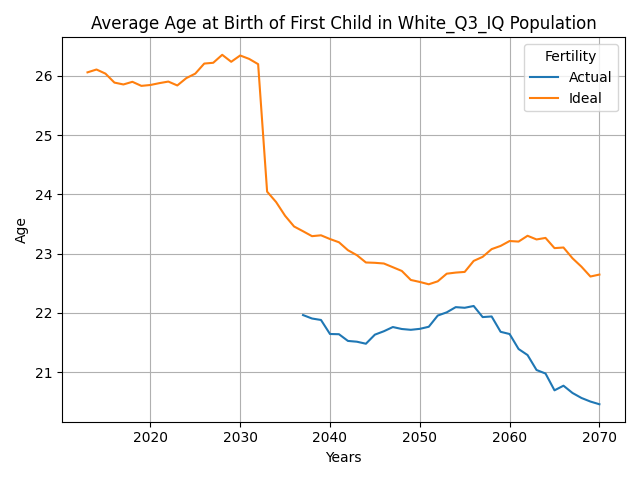 Average Age at Birth of First Child in White_Q3_IQ Population
Fertility
Actual
Ideal
Age
26
25
24
23
22
21
2020
2030
2040
2050
2060
2070
Years